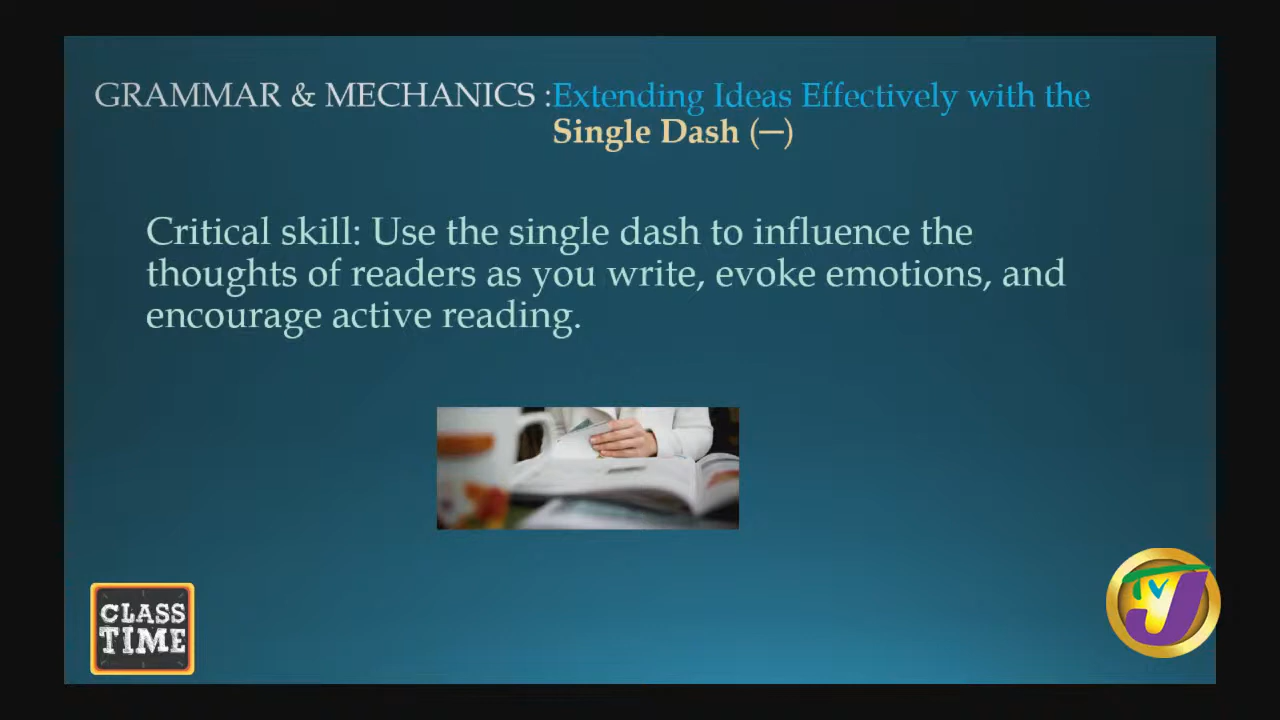 GRAMMAR & MECHANICS :Extending Ideas Effectively with the
Single Dash (—)
Critical skill: Use the single dash to influence the
thoughts of readers as you write, evoke emotions, and
encourage active reading.
CLASS
TIME
TVJ